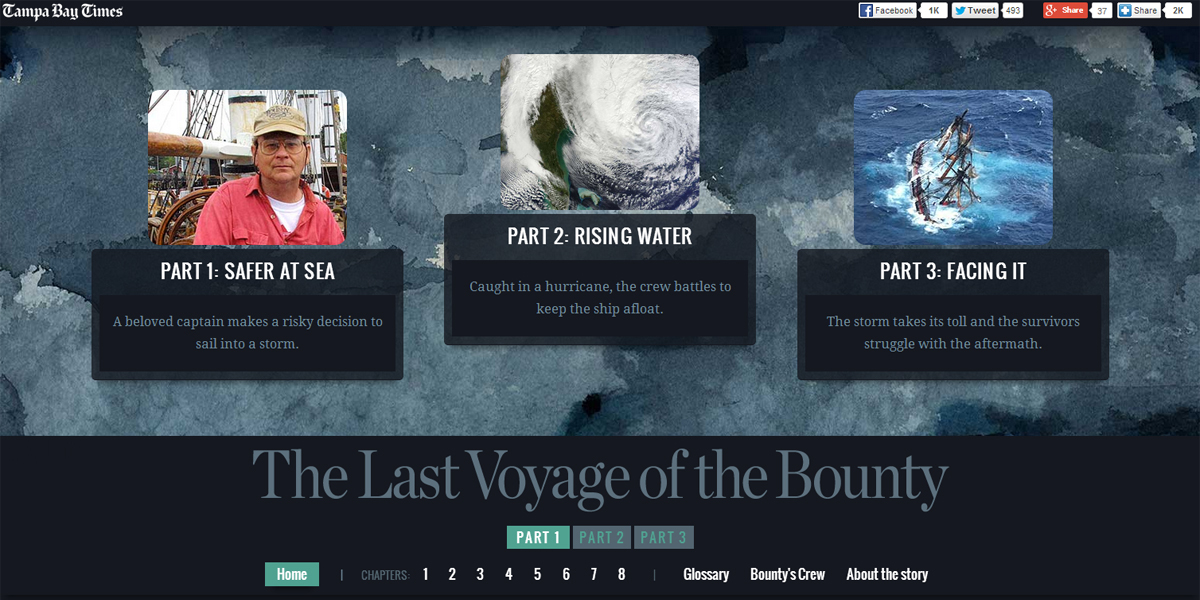 Tampa Bay Times
Facebook 1K Tweet 493 Share 37 Share 2K
PART 1: SAFER AT SEA
A beloved captain makes a risky decision to
sail into a storm.
PART 2: RISING WATER
Caught in a hurricane, the crew battles to
keep the ship afloat.
PART 3: FACING IT
The storm takes its toll and the survivors
struggle with the aftermath.
The Last Voyage of the Bounty
PART 1 PART 2 PART 3
Home | CHAPTERS: 1 2 3 4 5 6 7 8 | Glossary Bounty's Crew About the story